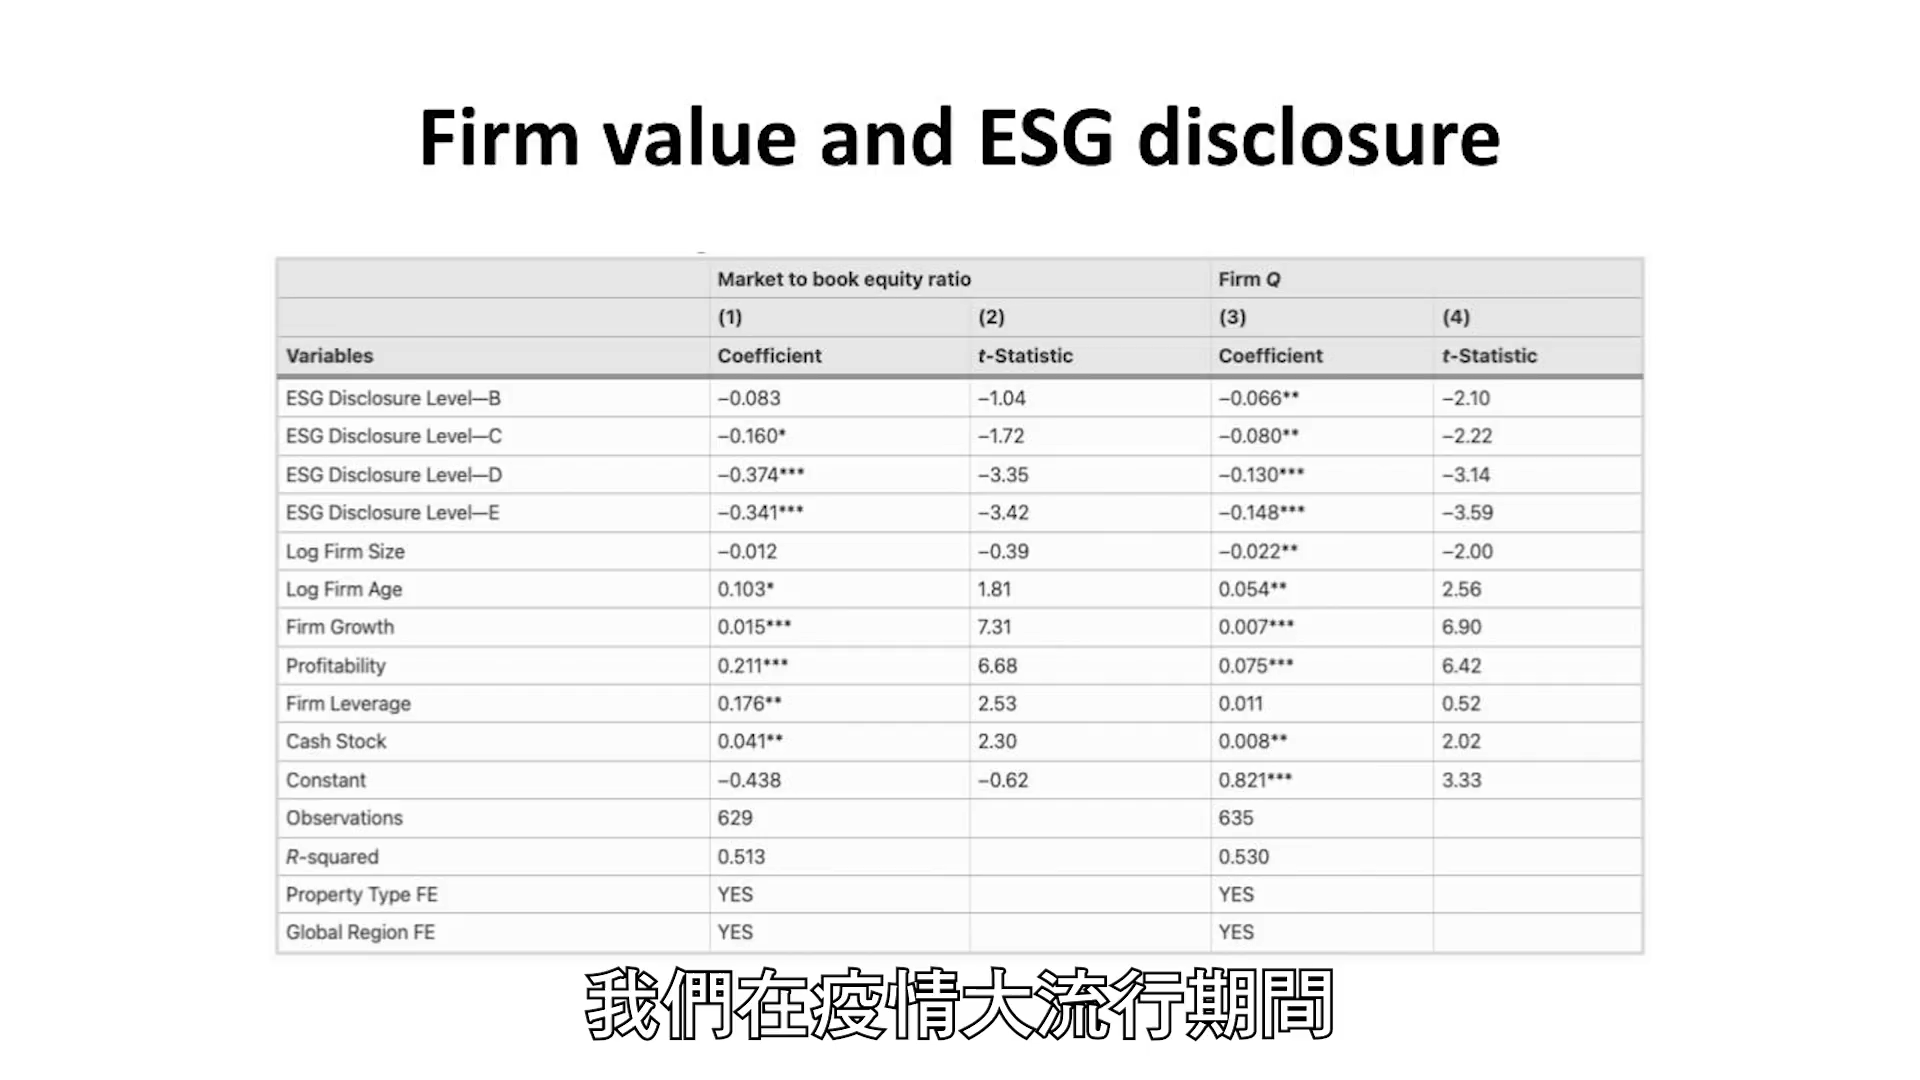 Firm value and ESG disclosure
Market to book equity ratio Firm Q
(1) (2) (3) (4)
Variables Coefficient t-Statistic Coefficient t-Statistic
ESG Disclosure Level—B −0.083 −1.04 −0.066** −2.10
ESG Disclosure Level—C −0.160* −1.72 −0.080** −2.22
ESG Disclosure Level—D −0.374*** −3.35 −0.130*** −3.14
ESG Disclosure Level—E −0.341*** −3.42 −0.148*** −3.59
Log Firm Size −0.012 −0.39 −0.022** −2.00
Log Firm Age 0.103* 1.81 0.054** 2.56
Firm Growth 0.015*** 7.31 0.007*** 6.90
Profitability 0.211*** 6.68 0.075*** 6.42
Firm Leverage 0.176** 2.53 0.011 0.52
Cash Stock 0.041** 2.30 0.008** 2.02
Constant −0.438 −0.62 0.821*** 3.33
Observations 629 635
R-squared 0.513 0.530
Property Type FE YES YES
Global Region FE YES YES
我們在疫情大流行期間